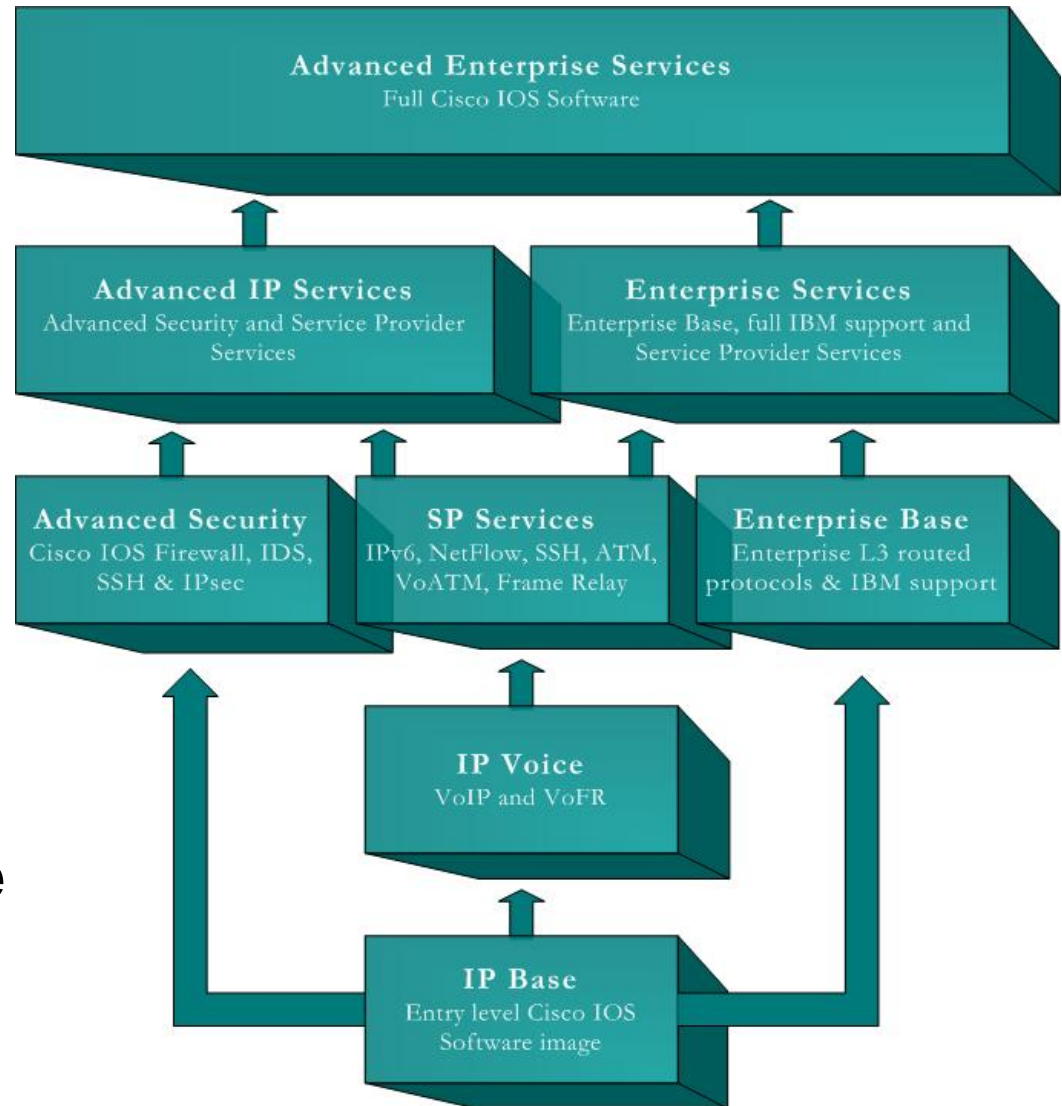 Advanced Enterprise Services
Full Cisco IOS Software
Advanced IP Services
Advanced Security and Service Provider
Services
Enterprise Services
Enterprise Base, full IBM support and
Service Provider Services
Advanced Security
Cisco IOS Firewall, IDS,
SSH & IPsec
SP Services
IPv6, NetFlow, SSH, ATM,
VoATM, Frame Relay
Enterprise Base
Enterprise L3 routed
protocols & IBM support
IP Voice
VoIP and VoFR
e
IP Base
Entry level Cisco IOS
Software image